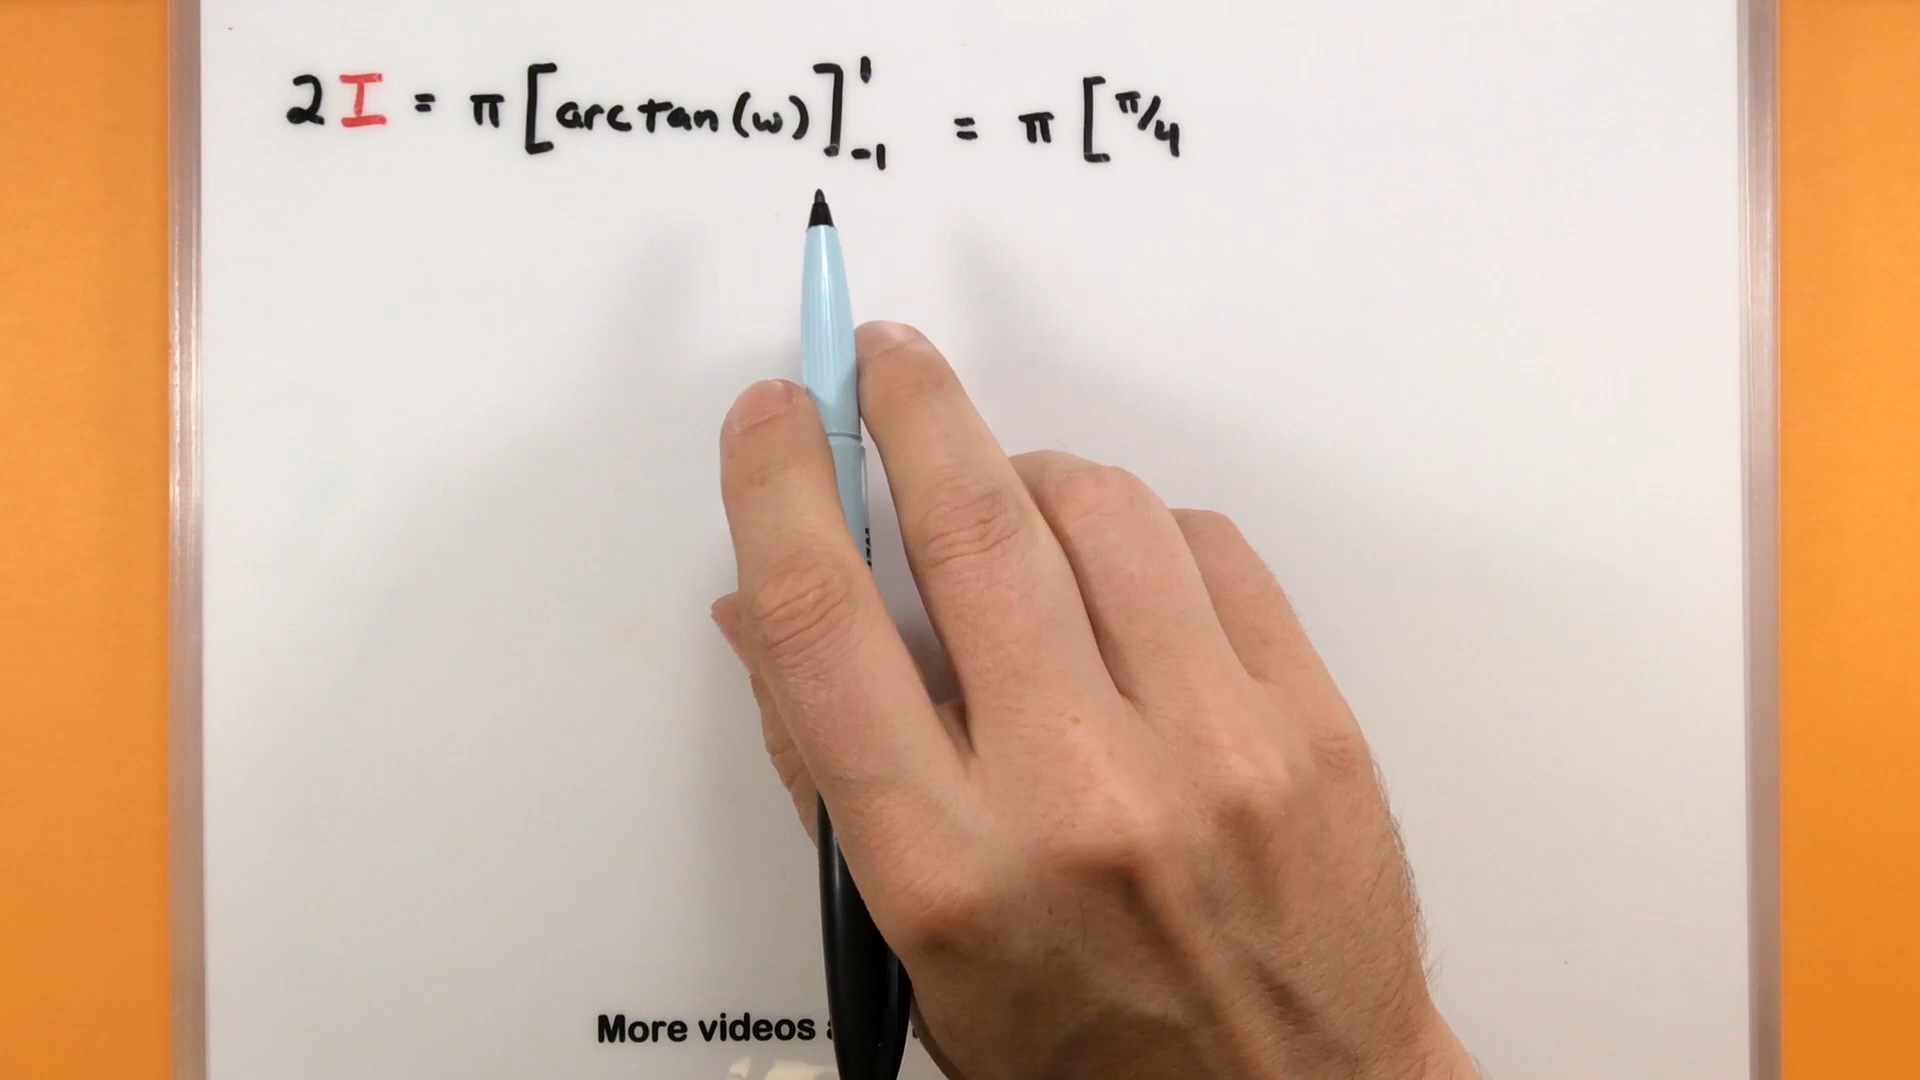 2I = π [arctan(w)]¹₋₁ = π [π/4
More videos